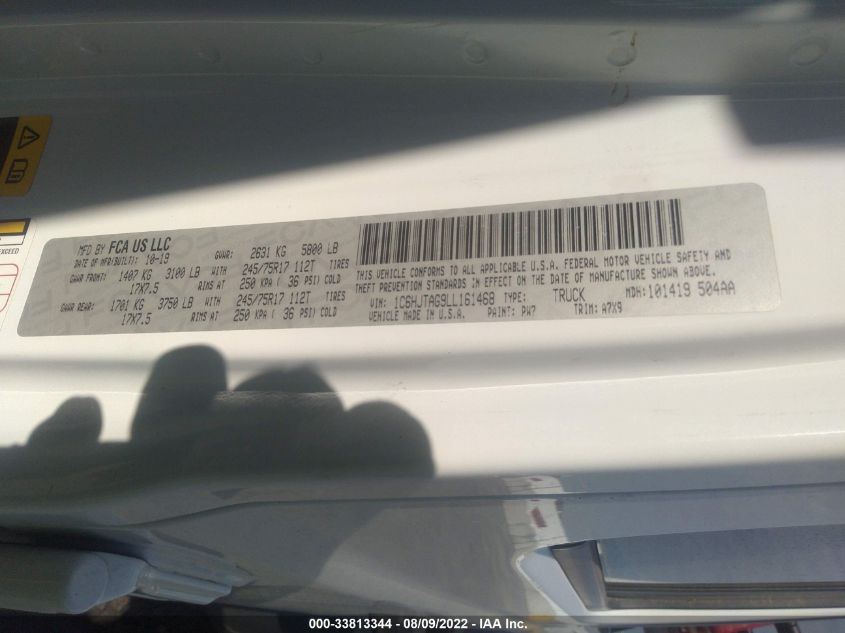 EXCEED
MFD BY FCA US LLC
DATE OF MFR(BUILT): 10-19 GVWR: 2631 KG 5800 LB
GAWR FRONT: 1407 KG 3100 LB WITH 245/75R17 112T TIRES
17X7.5 RIMS AT 250 KPA ( 36 PSI) COLD
GAWR REAR: 1701 KG 3750 LB WITH 245/75R17 112T TIRES
17X7.5 RIMS AT 250 KPA ( 36 PSI) COLD
THIS VEHICLE CONFORMS TO ALL APPLICABLE U.S.A. FEDERAL MOTOR VEHICLE SAFETY AND
THEFT PREVENTION STANDARDS IN EFFECT ON THE DATE OF MANUFACTURE SHOWN ABOVE.
VIN: 1C6HJTAG9LL161468 TYPE: TRUCK MDH:101419 504AA
VEHICLE MADE IN U.S.A. PAINT: PW7 TRIM: A7X9
000-33813344 - 08/09/2022 - IAA Inc.